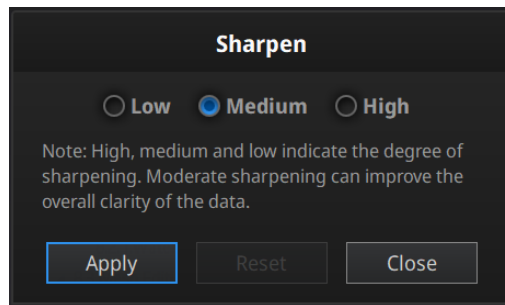 Sharpen
Low Medium High
Note: High, medium and low indicate the degree of
sharpening. Moderate sharpening can improve the
overall clarity of the data.
Apply Reset Close